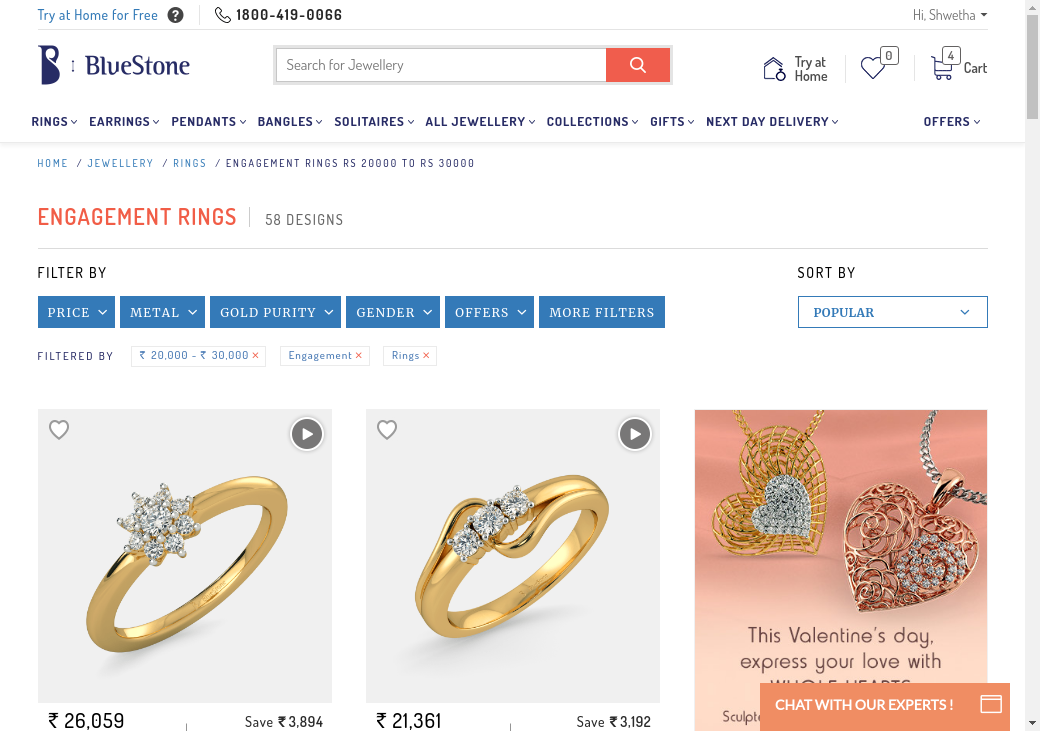 Try at Home for Free ? 1800-419-0066 Hi, Shwetha
BlueStone
Search for Jewellery
Try at Home
0
4
Cart
RINGS EARRINGS PENDANTS BANGLES SOLITAIRES ALL JEWELLERY COLLECTIONS GIFTS NEXT DAY DELIVERY OFFERS
HOME / JEWELLERY / RINGS / ENGAGEMENT RINGS RS 20000 TO RS 30000
ENGAGEMENT RINGS 58 DESIGNS
FILTER BY SORT BY
PRICE METAL GOLD PURITY GENDER OFFERS MORE FILTERS POPULAR
FILTERED BY ₹ 20,000 - ₹ 30,000 × Engagement × Rings ×
This Valentine's day,
express your love with
WHOLE HEARTS
CHAT WITH OUR EXPERTS !
₹ 26,059 Save ₹ 3,894 ₹ 21,361 Save ₹ 3,192